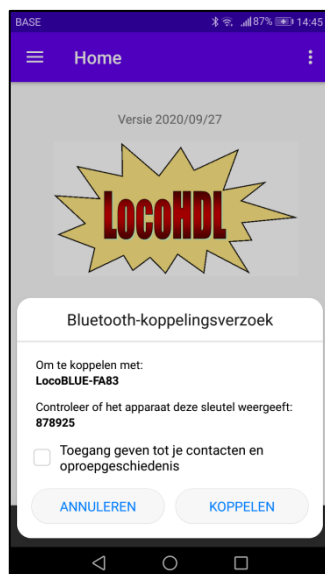 BASE 87% 14:45
Home
Versie 2020/09/27
LocoHDL
Bluetooth-koppelingsverzoek
Om te koppelen met:
LocoBLUE-FA83
Controleer of het apparaat deze sleutel weergeeft:
878925
Toegang geven tot je contacten en
oproepgeschiedenis
ANNULEREN KOPPELEN